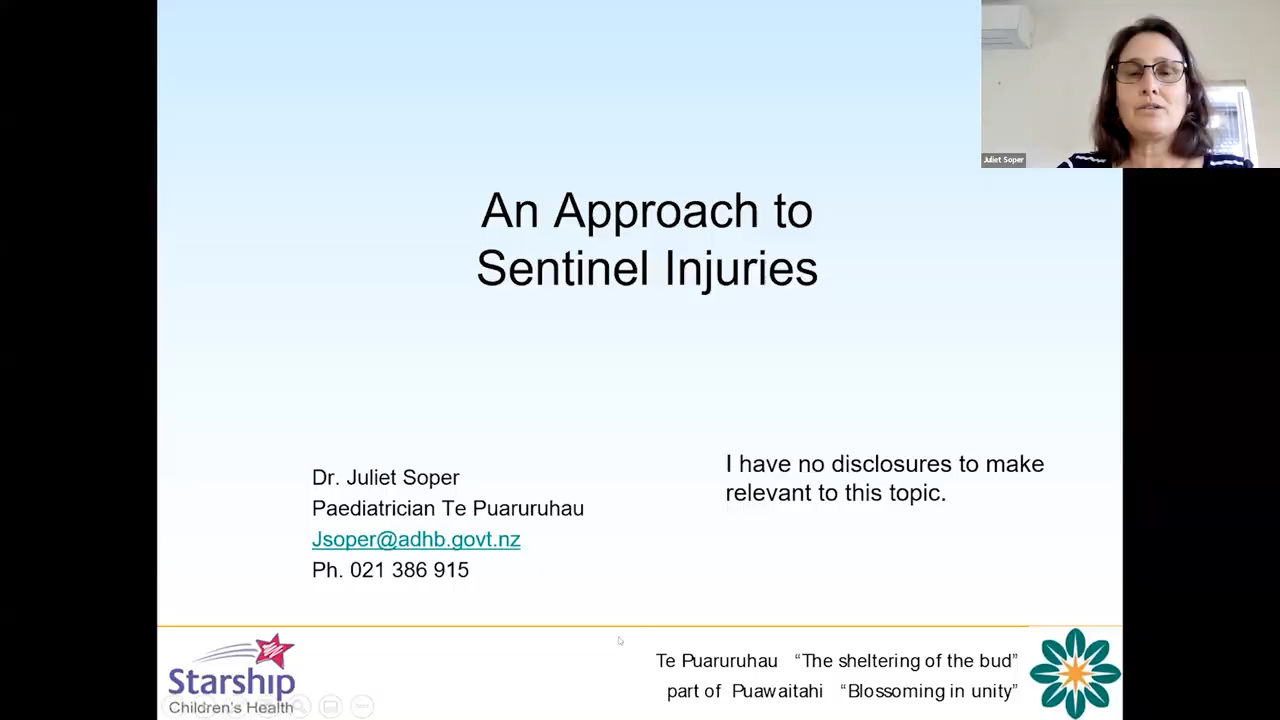 Juliet Soper
An Approach to
Sentinel Injuries
Dr. Juliet Soper
Paediatrician Te Puaruruhau
Jsoper@adhb.govt.nz
Ph. 021 386 915
I have no disclosures to make
relevant to this topic.
Starship
Children's Health
Te Puaruruhau “The sheltering of the bud”
part of Puawaitahi “Blossoming in unity”